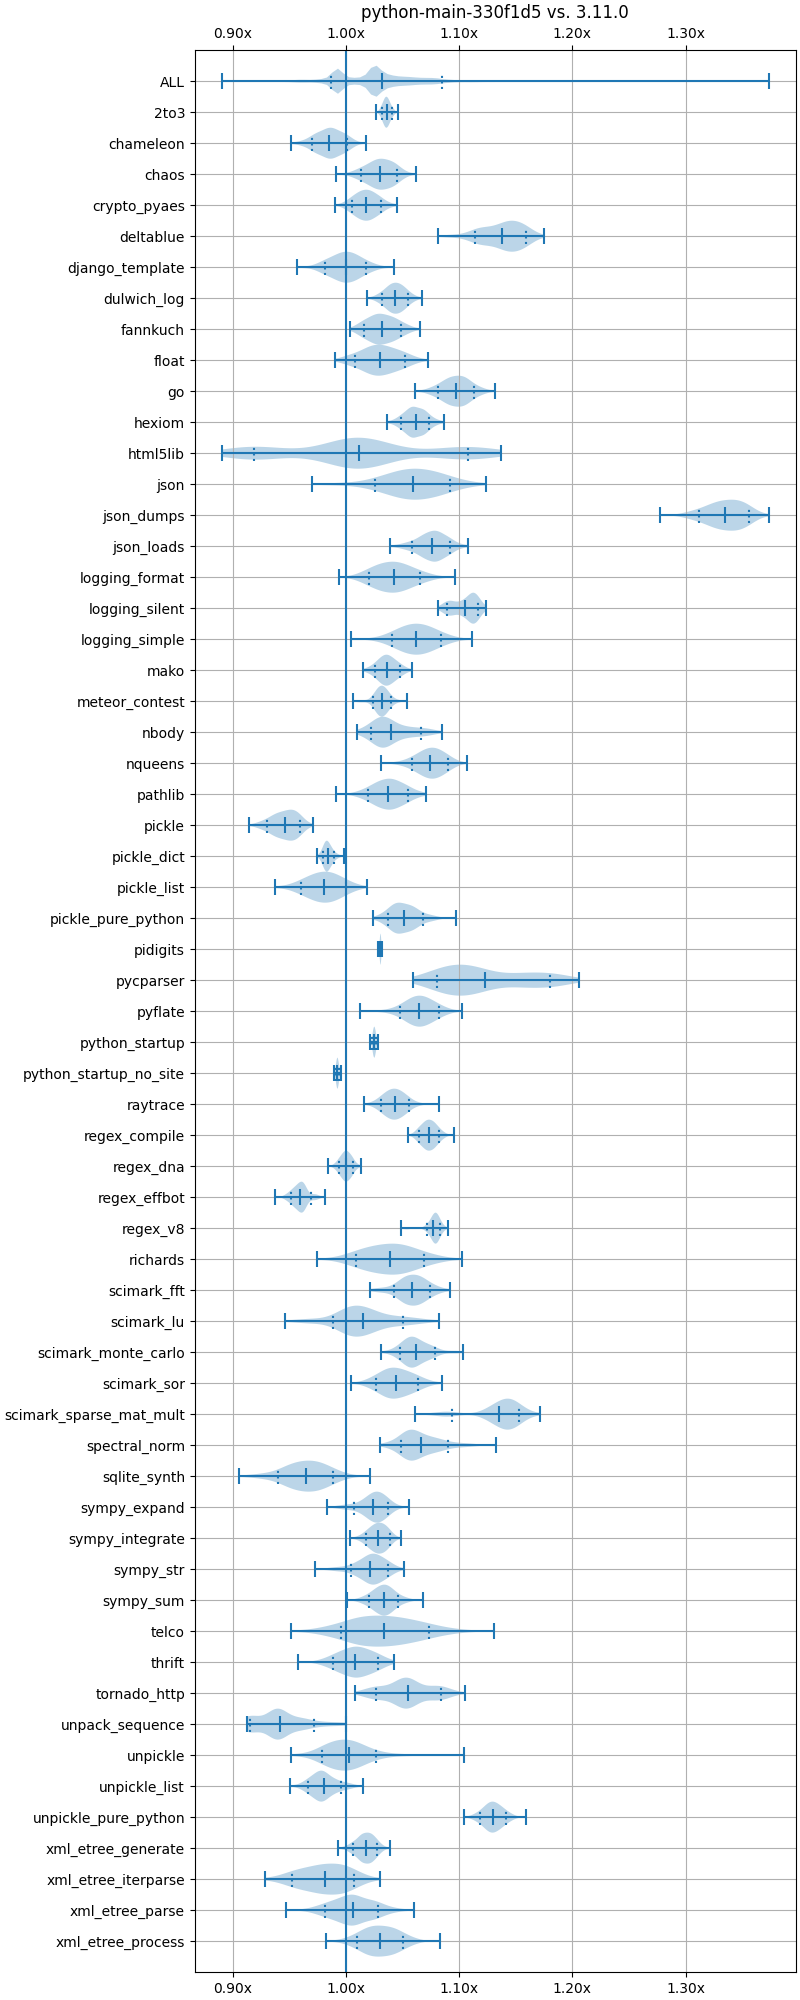 python-main-330f1d5 vs. 3.11.0
0.90x 1.00x 1.10x 1.20x 1.30x
ALL
2to3
chameleon
chaos
crypto_pyaes
deltablue
django_template
dulwich_log
fannkuch
float
go
hexiom
html5lib
json
json_dumps
json_loads
logging_format
logging_silent
logging_simple
mako
meteor_contest
nbody
nqueens
pathlib
pickle
pickle_dict
pickle_list
pickle_pure_python
pidigits
pycparser
pyflate
python_startup
python_startup_no_site
raytrace
regex_compile
regex_dna
regex_effbot
regex_v8
richards
scimark_fft
scimark_lu
scimark_monte_carlo
scimark_sor
scimark_sparse_mat_mult
spectral_norm
sqlite_synth
sympy_expand
sympy_integrate
sympy_str
sympy_sum
telco
thrift
tornado_http
unpack_sequence
unpickle
unpickle_list
unpickle_pure_python
xml_etree_generate
xml_etree_iterparse
xml_etree_parse
xml_etree_process
0.90x 1.00x 1.10x 1.20x 1.30x